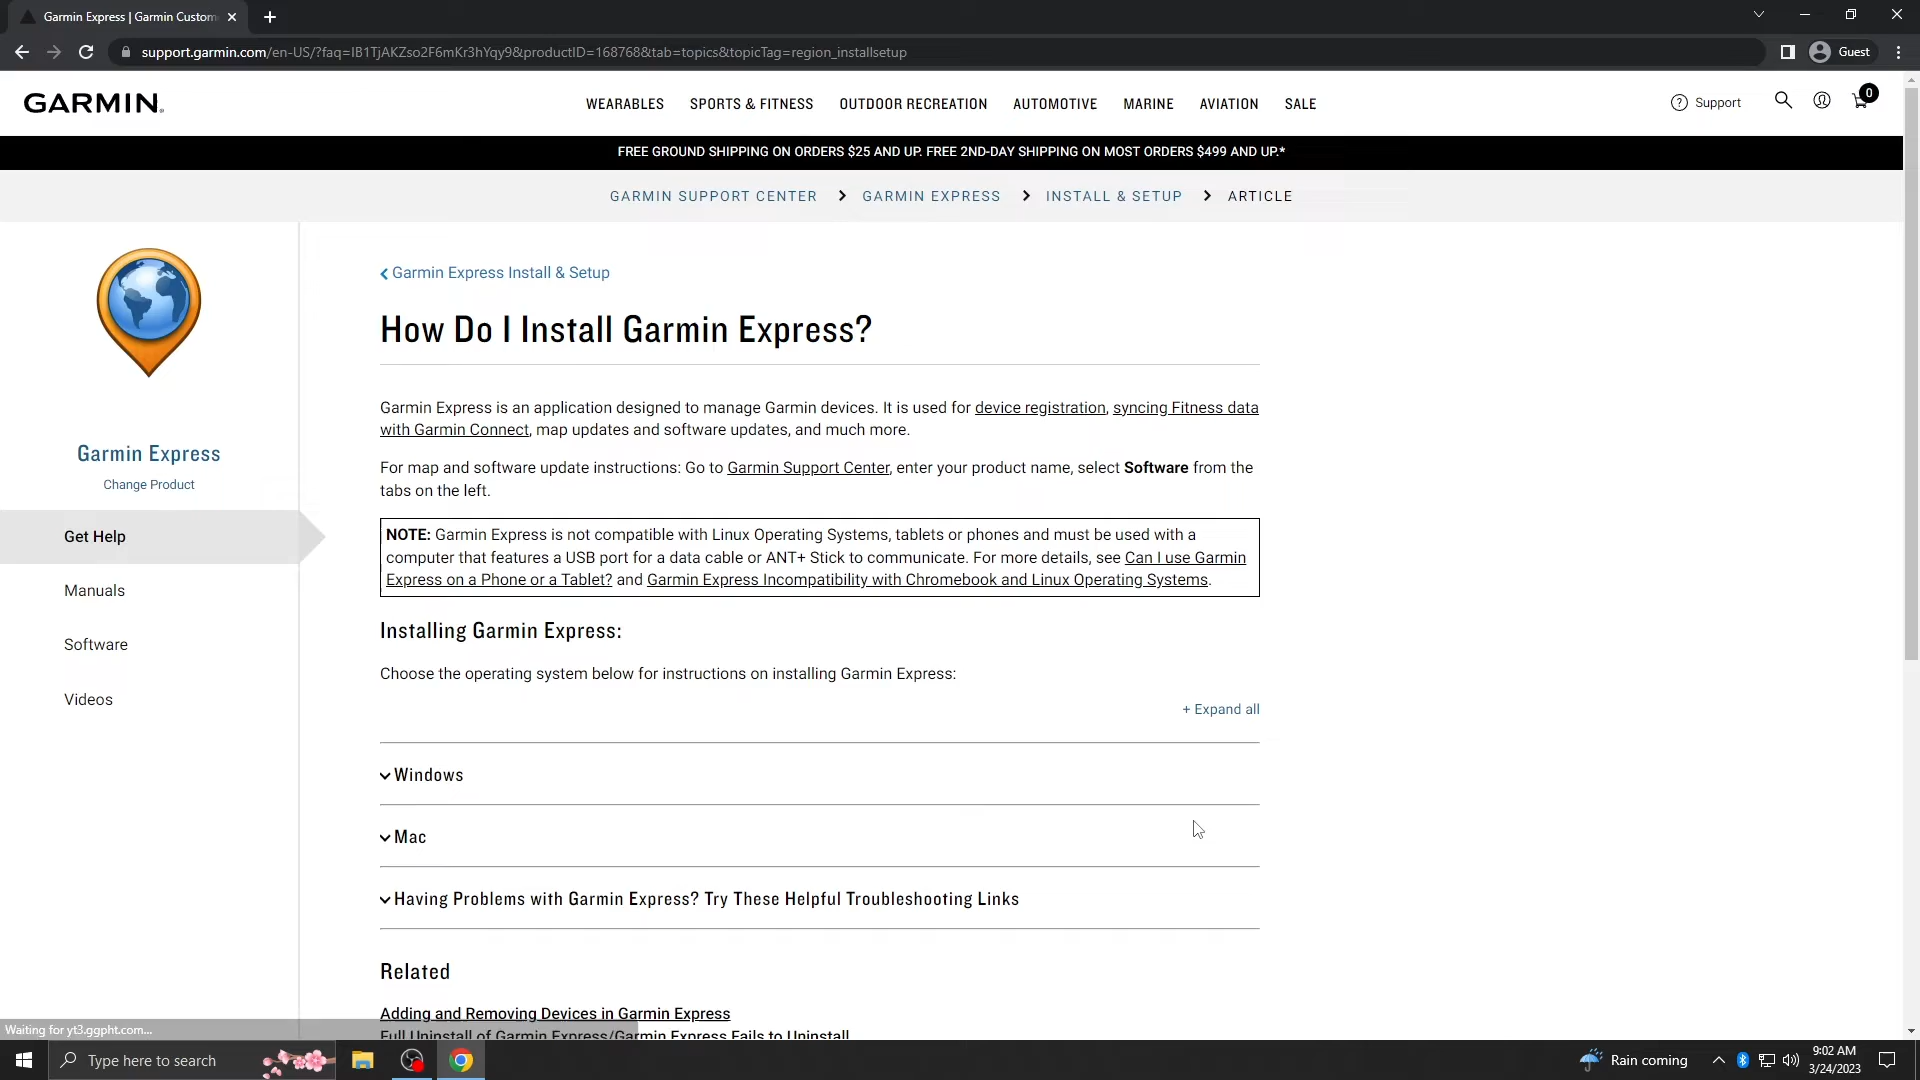 Garmin Express | Garmin Custom
support.garmin.com/en-US/?faq=IB1TjAKZso2F6mKr3hYqy9&productID=168768&tab=topics&topicTag=region_installsetup
Guest
GARMIN.
WEARABLES SPORTS & FITNESS OUTDOOR RECREATION AUTOMOTIVE MARINE AVIATION SALE
Support
0
FREE GROUND SHIPPING ON ORDERS $25 AND UP. FREE 2ND-DAY SHIPPING ON MOST ORDERS $499 AND UP.*
GARMIN SUPPORT CENTER > GARMIN EXPRESS > INSTALL & SETUP > ARTICLE
Garmin Express
Change Product
Get Help
Manuals
Software
Videos
Garmin Express Install & Setup
How Do I Install Garmin Express?
Garmin Express is an application designed to manage Garmin devices. It is used for device registration, syncing Fitness data
with Garmin Connect, map updates and software updates, and much more.
For map and software update instructions: Go to Garmin Support Center, enter your product name, select Software from the
tabs on the left.
NOTE: Garmin Express is not compatible with Linux Operating Systems, tablets or phones and must be used with a
computer that features a USB port for a data cable or ANT+ Stick to communicate. For more details, see Can I use Garmin
Express on a Phone or a Tablet? and Garmin Express Incompatibility with Chromebook and Linux Operating Systems.
Installing Garmin Express:
Choose the operating system below for instructions on installing Garmin Express:
+ Expand all
Windows
Mac
Having Problems with Garmin Express? Try These Helpful Troubleshooting Links
Related
Adding and Removing Devices in Garmin Express
Full Uninstall of Garmin Express/Garmin Express Fails to Uninstall
Waiting for yt3.ggpht.com...
Type here to search
Rain coming
9:02 AM
3/24/2023